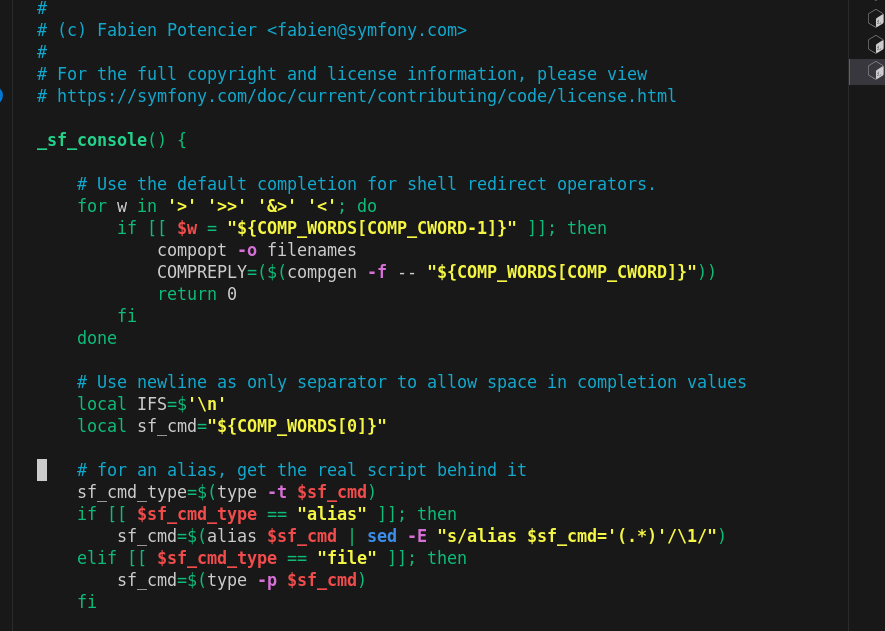 #
# (c) Fabien Potencier <fabien@symfony.com>
#
# For the full copyright and license information, please view
# https://symfony.com/doc/current/contributing/code/license.html

_sf_console() {

    # Use the default completion for shell redirect operators.
    for w in '>' '>>' '&>' '<'; do
        if [[ $w = "${COMP_WORDS[COMP_CWORD-1]}" ]]; then
            compopt -o filenames
            COMPREPLY=($(compgen -f -- "${COMP_WORDS[COMP_CWORD]}"))
            return 0
        fi
    done

    # Use newline as only separator to allow space in completion values
    local IFS=$'\n'
    local sf_cmd="${COMP_WORDS[0]}"

    # for an alias, get the real script behind it
    sf_cmd_type=$(type -t $sf_cmd)
    if [[ $sf_cmd_type == "alias" ]]; then
        sf_cmd=$(alias $sf_cmd | sed -E "s/alias $sf_cmd='(.*)'/\1/")
    elif [[ $sf_cmd_type == "file" ]]; then
        sf_cmd=$(type -p $sf_cmd)
    fi